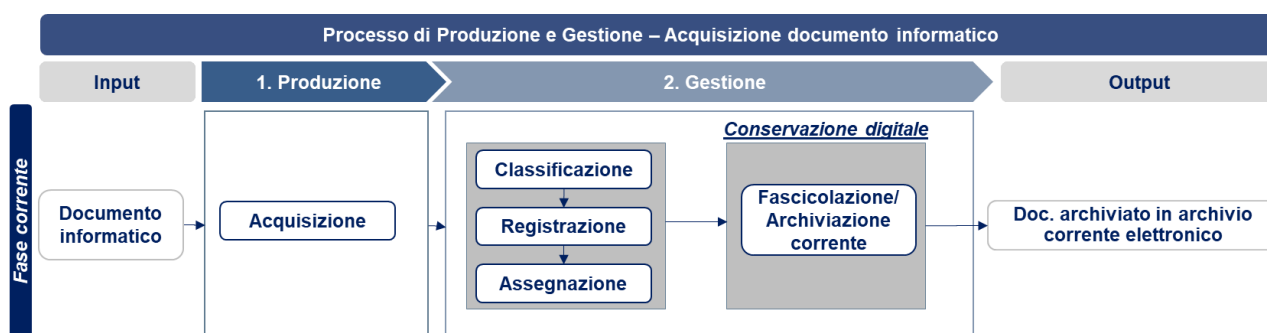 Processo di Produzione e Gestione – Acquisizione documento informatico
Input
1. Produzione
2. Gestione
Output
Fase corrente
Documento
informatico
Acquisizione
Classificazione
Registrazione
Assegnazione
Conservazione digitale
Fascicolazione/
Archiviazione
corrente
Doc. archiviato in archivio
corrente elettronico